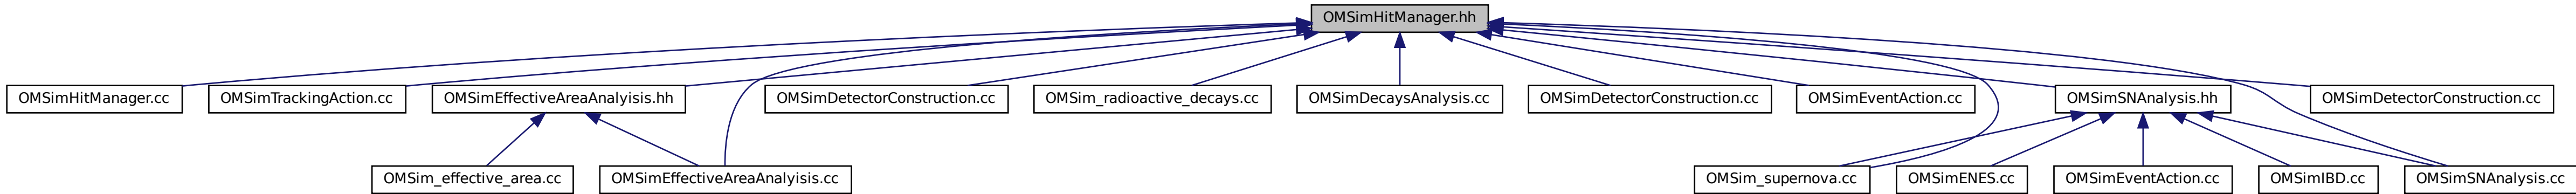 OMSimHitManager.hh
OMSimHitManager.cc
OMSimTrackingAction.cc
OMSimEffectiveAreaAnalyisis.hh
OMSimDetectorConstruction.cc
OMSim_radioactive_decays.cc
OMSimDecaysAnalysis.cc
OMSimDetectorConstruction.cc
OMSimEventAction.cc
OMSimSNAnalysis.hh
OMSimDetectorConstruction.cc
OMSim_effective_area.cc
OMSimEffectiveAreaAnalyisis.cc
OMSim_supernova.cc
OMSimENES.cc
OMSimEventAction.cc
OMSimIBD.cc
OMSimSNAnalysis.cc